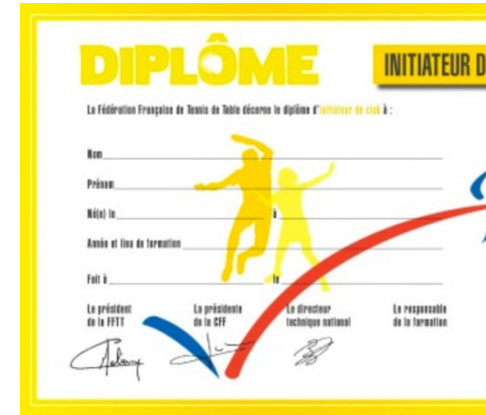 DIPLÔME
INITIATEUR D
La Fédération Française de Tennis de Table décerne le diplôme d'initiateur de club à :
Nom
Prénom
Né(e) le à
Année et lieu de formation
Fait à le
Le président
de la FFTT
La présidente
de la CFF
Le directeur
technique national
Le responsable
de la formation